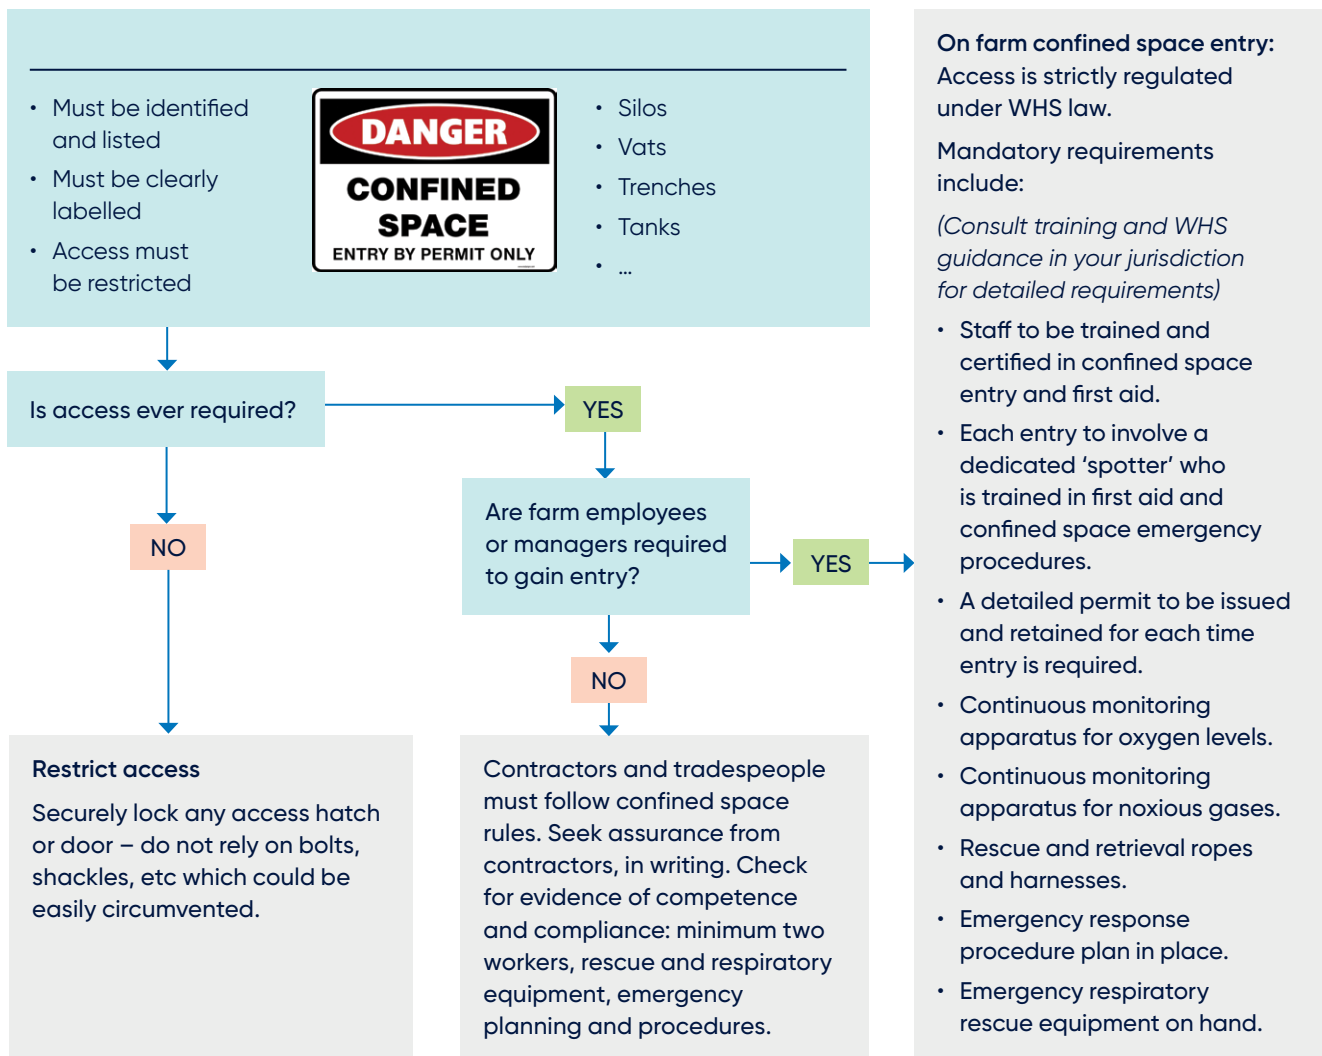 • Must be identified
and listed
• Must be clearly
labelled
• Access must
be restricted
DANGER
CONFINED
SPACE
ENTRY BY PERMIT ONLY
• Silos
• Vats
• Trenches
• Tanks
• ...
Is access ever required?
YES
NO
Are farm employees
or managers required
to gain entry?
YES
NO
Restrict access
Securely lock any access hatch
or door – do not rely on bolts,
shackles, etc which could be
easily circumvented.
Contractors and tradespeople
must follow confined space
rules. Seek assurance from
contractors, in writing. Check
for evidence of competence
and compliance: minimum two
workers, rescue and respiratory
equipment, emergency
planning and procedures.
On farm confined space entry:
Access is strictly regulated
under WHS law.
Mandatory requirements
include:
(Consult training and WHS
guidance in your jurisdiction
for detailed requirements)
• Staff to be trained and
certified in confined space
entry and first aid.
• Each entry to involve a
dedicated ‘spotter’ who
is trained in first aid and
confined space emergency
procedures.
• A detailed permit to be issued
and retained for each time
entry is required.
• Continuous monitoring
apparatus for oxygen levels.
• Continuous monitoring
apparatus for noxious gases.
• Rescue and retrieval ropes
and harnesses.
• Emergency response
procedure plan in place.
• Emergency respiratory
rescue equipment on hand.